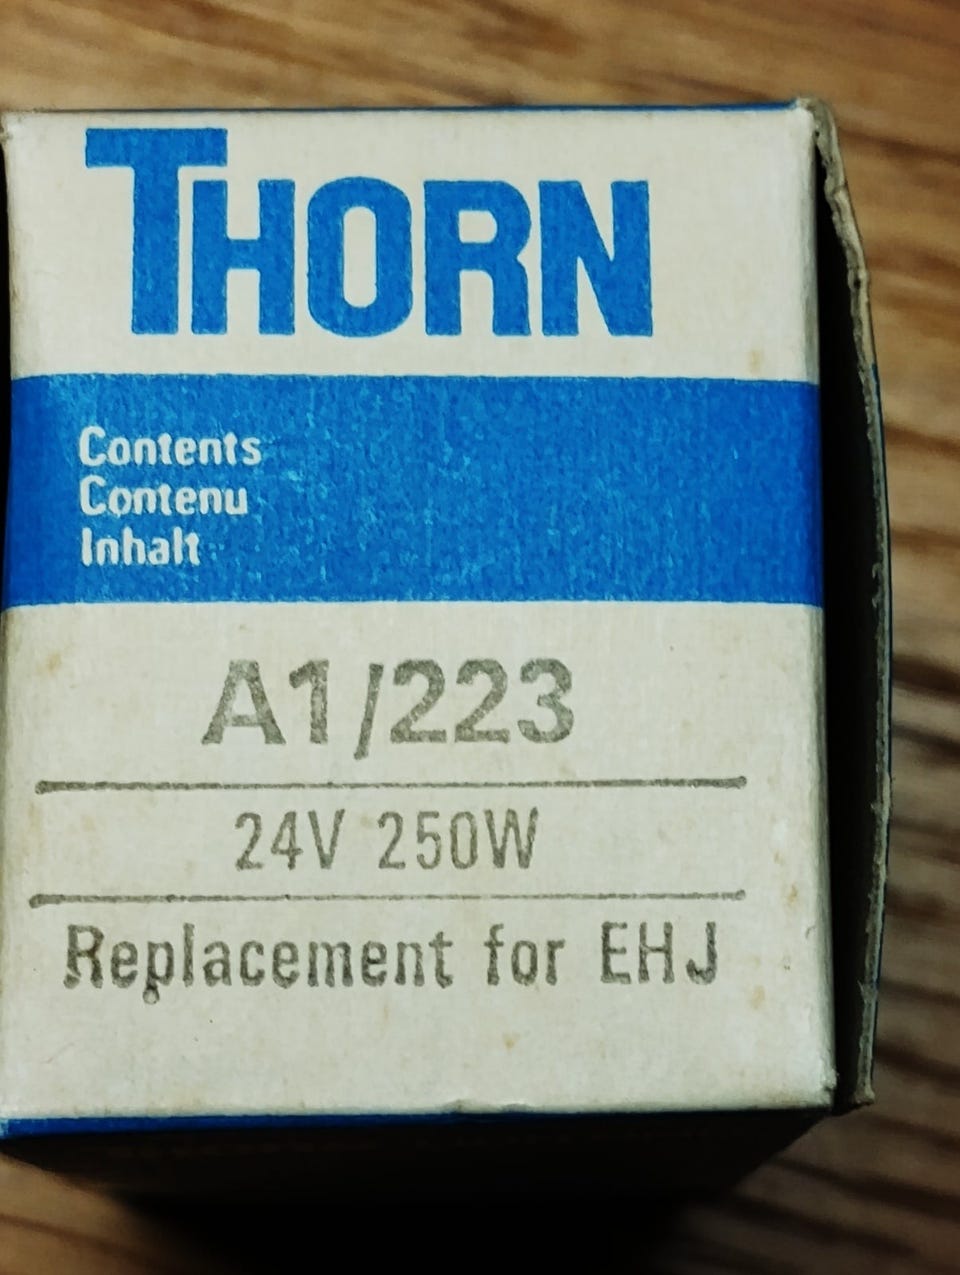 THORN
Contents
Contenu
Inhalt
A1/223
24V 250W
Replacement for EHJ